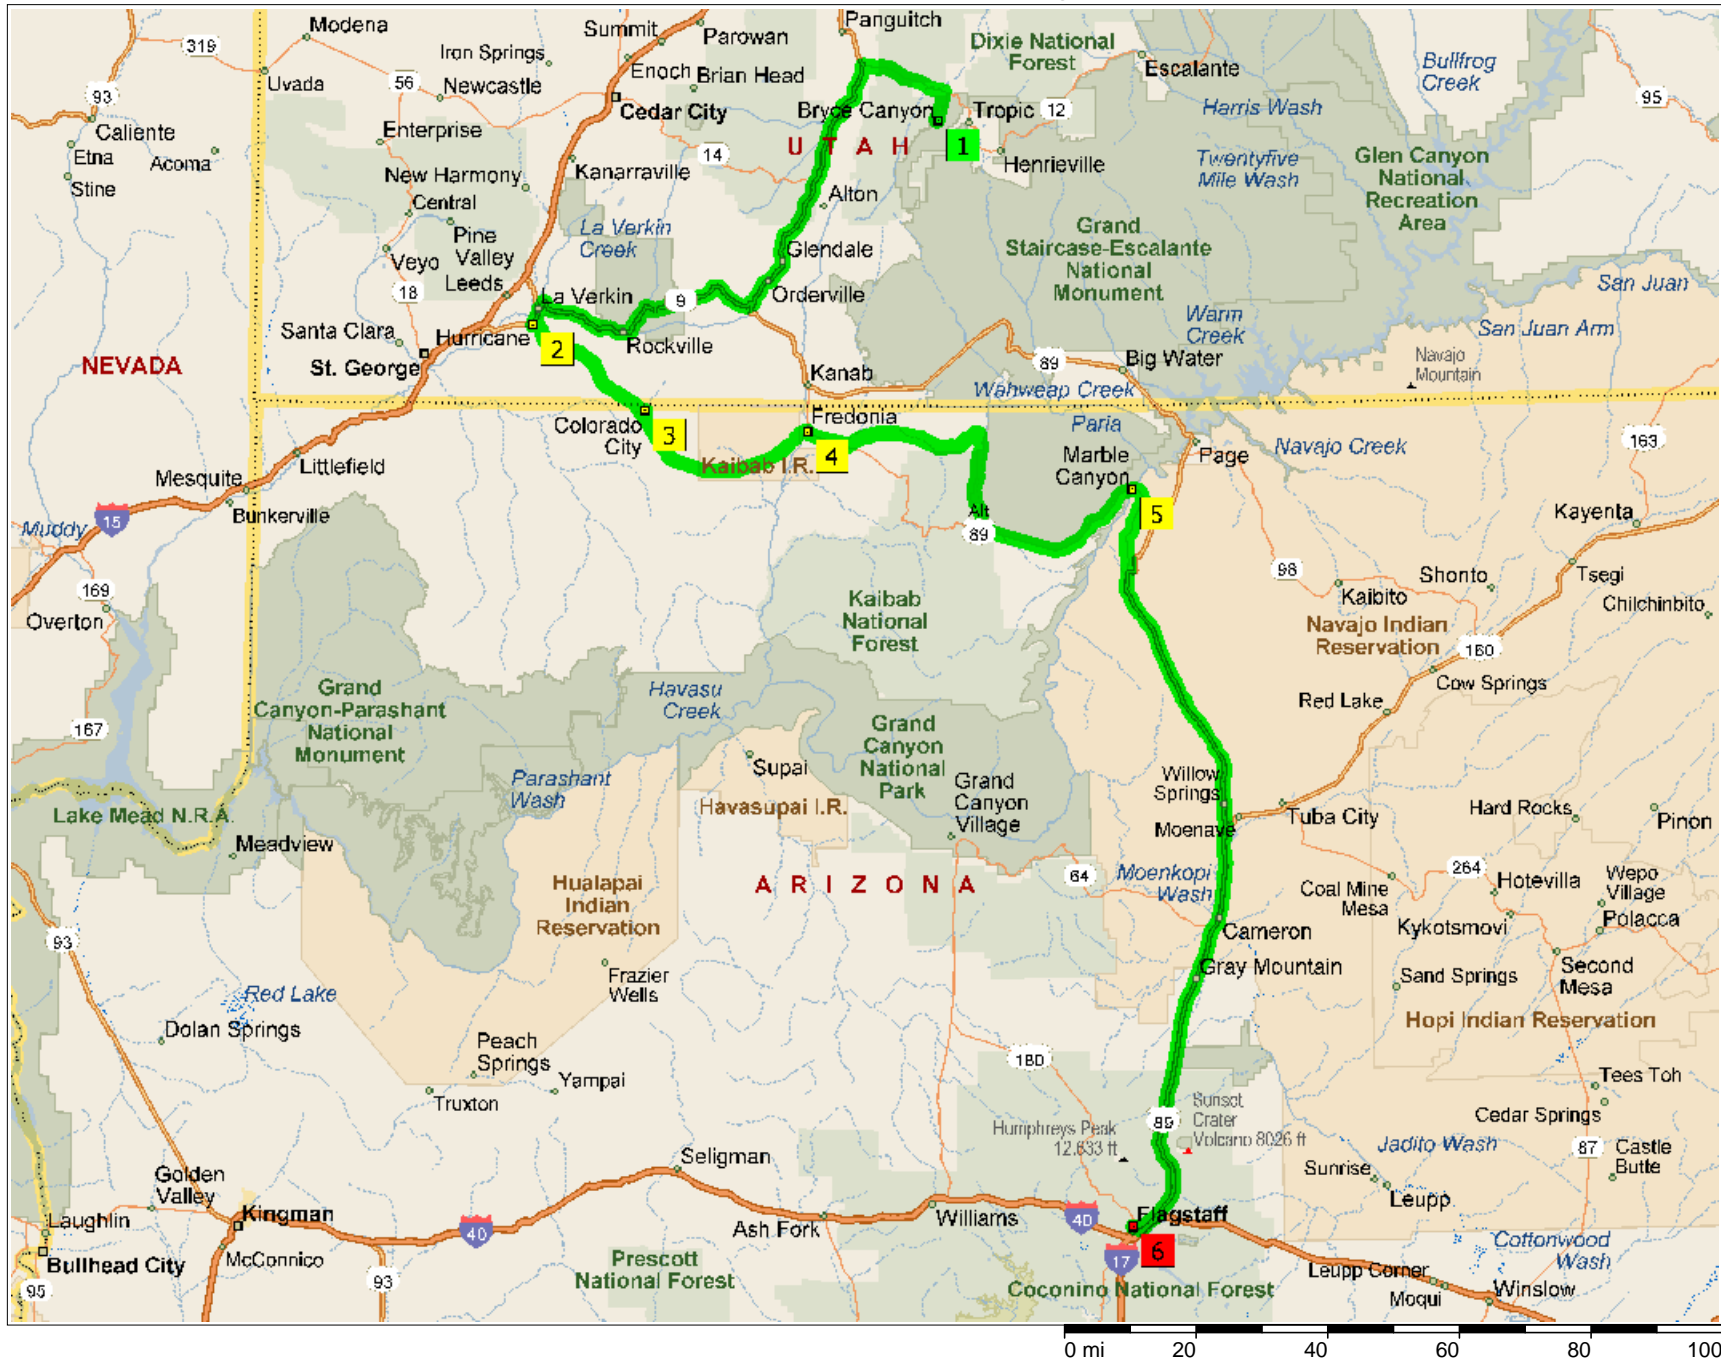 Modena
319
Uvada
93
Caliente
Etna
Acoma
Stine
Iron Springs
56
Newcastle
Enterprise
Summit
Parowan
Enoch
Brian Head
Cedar City
Panguitch
Dixie National
Forest
Escalante
Bullfrog
Creek
95
Bryce Canyon
Tropic
12
Harris Wash
U T A H
1
Henrieville
Twentyfive
Mile Wash
Glen Canyon
National
Recreation
Area
14
Kanarraville
New Harmony
Central
Pine
Valley
Veyo
Leeds
18
La Verkin
Creek
Alton
Glendale
Orderville
Grand
Staircase-Escalante
National
Monument
San Juan
San Juan Arm
Warm
Creek
La Verkin
9
Santa Clara
Hurricane
2
Rockville
St. George
NEVADA
Kanab
89
Big Water
Navajo
Mountain
Wahweap Creek
Fredonia
Paria
Colorado
City
3
Kaibab I.R.
4
Marble
Canyon
Page
Navajo Creek
163
Littlefield
Mesquite
Bunkerville
Muddy
15
5
Alt
89
Kayenta
169
Overton
98
Shonto
Tsegi
Kaibito
Chilchinbito
Kaibab
National
Forest
Navajo Indian
Reservation
160
Cow Springs
Red Lake
167
Grand
Canyon-Parashant
National
Monument
Havasu
Creek
Grand
Canyon
National
Park
Supai
Parashant
Wash
Havasupai I.R.
Grand
Canyon
Village
Willow
Springs
Tuba City
Moenave
Hard Rocks
Pinon
Lake Mead N.R.A.
Meadview
64
Moenkopi
Wash
264
Hotevilla
Wepo
Village
Coal Mine
Mesa
Kykotsmovi
Polacca
A R I Z O N A
Hualapai
Indian
Reservation
93
Cameron
Gray Mountain
Sand Springs
Second
Mesa
Frazier
Wells
Red Lake
Dolan Springs
Hopi Indian Reservation
Peach
Springs
Yampai
Truxton
180
Tees Toh
Cedar Springs
89
Sunset
Crater
Volcano 8026 ft
Humphreys Peak
12,633 ft
Jadito Wash
87
Castle
Butte
Sunrise
Leupp
Golden
Valley
Seligman
Laughlin
Kingman
40
Ash Fork
Williams
40
Flagstaff
6
17
Cottonwood
Wash
McConnico
Bullhead City
95
93
Prescott
National Forest
Coconino National Forest
Leupp Corner
Moqui
Winslow
0 mi 20 40 60 80 100